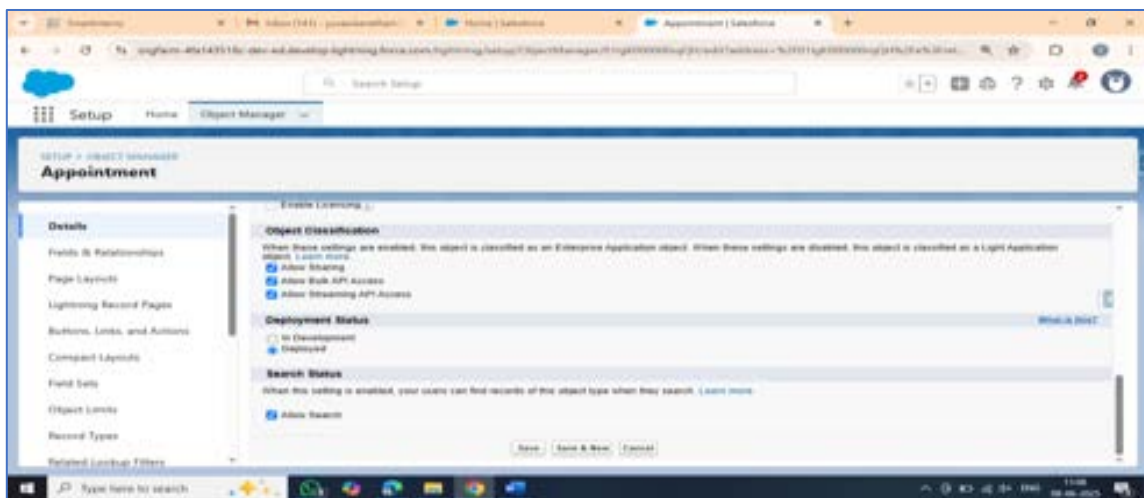 Home | Salesforce
Appointment | Salesforce
Search Setup
Setup
Home
Object Manager
SETUP > OBJECT MANAGER
Appointment
Details
Fields & Relationships
Page Layouts
Lightning Record Pages
Buttons, Links, and Actions
Compact Layouts
Field Sets
Object Limits
Record Types
Related Lookup Filters
Enable Licensing
Object Classification
When these settings are enabled, this object is classified as an Enterprise Application object. When these settings are disabled, this object is classified as a Light Application
object. Learn more.
Allow Sharing
Allow Bulk API Access
Allow Streaming API Access
Deployment Status
What is this?
In Development
Deployed
Search Status
When this setting is enabled, your users can find records of this object type when they search. Learn more.
Allow Search
Save
Save & New
Cancel
Type here to search